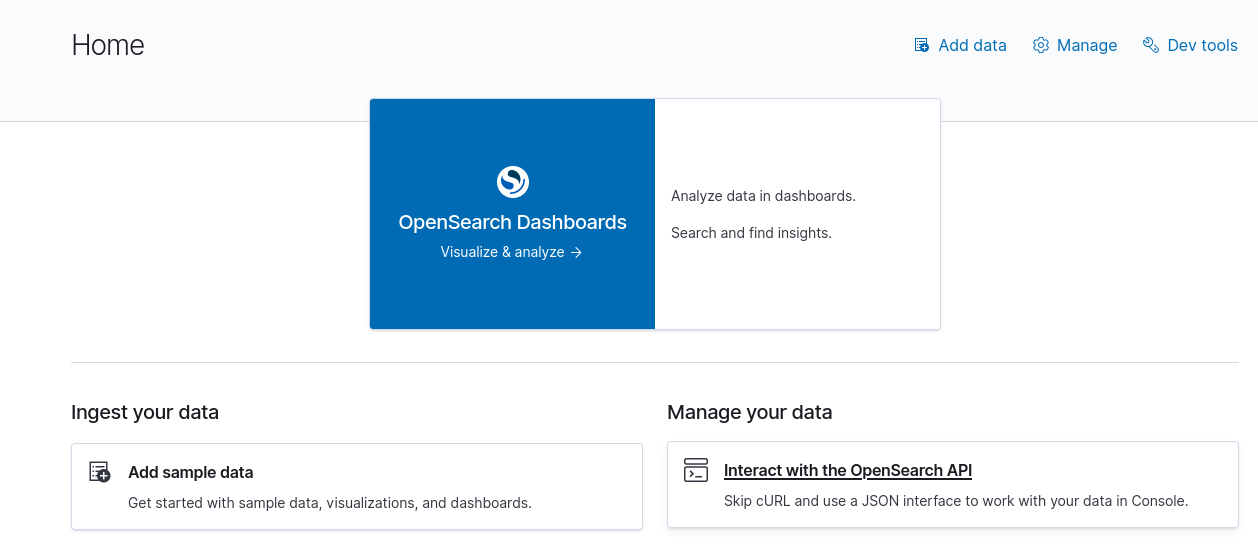 Home
Add data
Manage
Dev tools
OpenSearch Dashboards
Visualize & analyze →
Analyze data in dashboards.
Search and find insights.
Ingest your data
Add sample data
Get started with sample data, visualizations, and dashboards.
Manage your data
Interact with the OpenSearch API
Skip cURL and use a JSON interface to work with your data in Console.